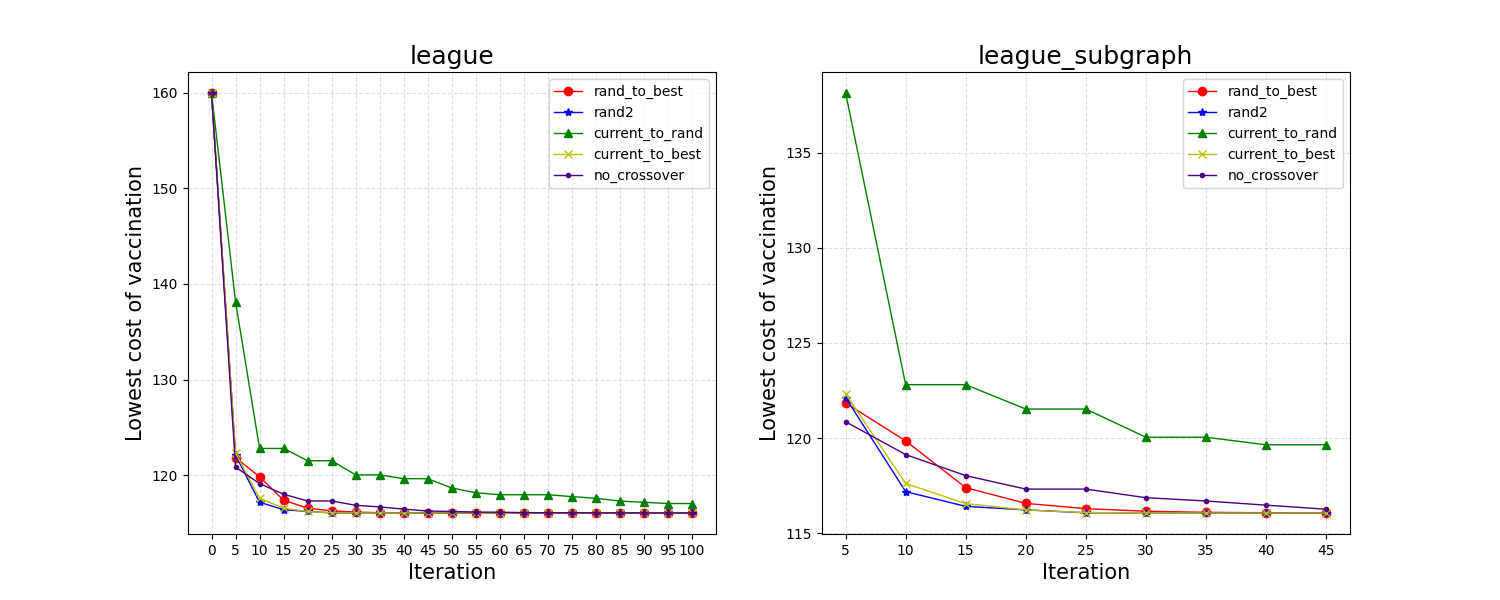 league
Lowest cost of vaccination
160
150
140
130
120
0 5 10 15 20 25 30 35 40 45 50 55 60 65 70 75 80 85 90 95 100
Iteration
rand_to_best
rand2
current_to_rand
current_to_best
no_crossover
league_subgraph
Lowest cost of vaccination
135
130
125
120
115
5 10 15 20 25 30 35 40 45
Iteration
rand_to_best
rand2
current_to_rand
current_to_best
no_crossover